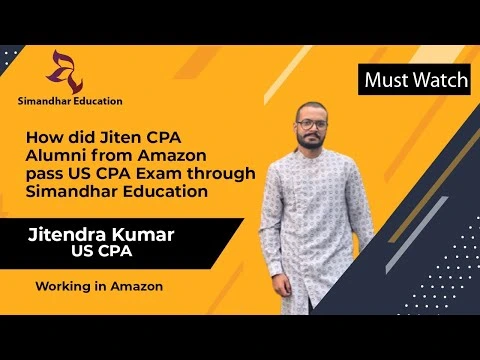 Simandhar Education
Must Watch
How did Jiten CPA
Alumni from Amazon
pass US CPA Exam through
Simandhar Education
Jitendra Kumar
US CPA
Working in Amazon